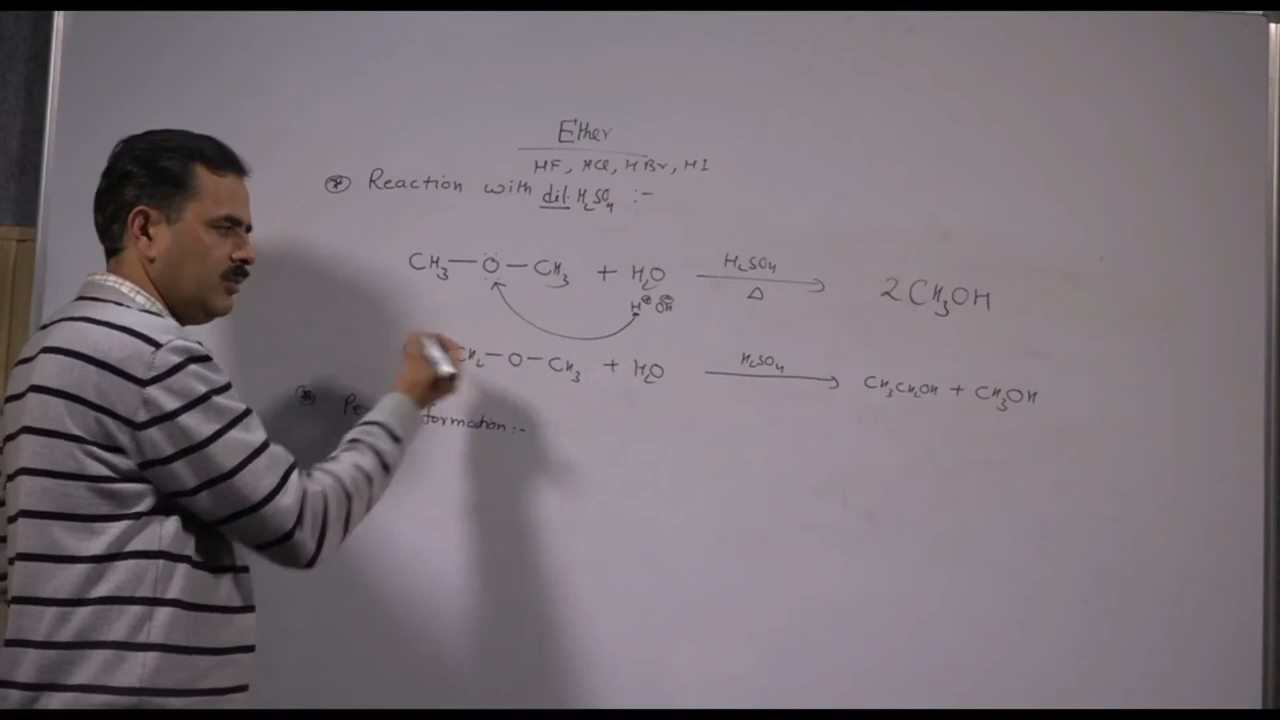 Ether
HF, HCl, HBr, HI
Reaction with dil. H₂SO₄ :-
CH₃—O—CH₃ + H₂O H₂SO₄ Δ → 2CH₃OH
H⊕ OH⊖
CH₂—O—CH₃ + H₂O H₂SO₄ → CH₃CH₂OH + CH₃OH
formation :-